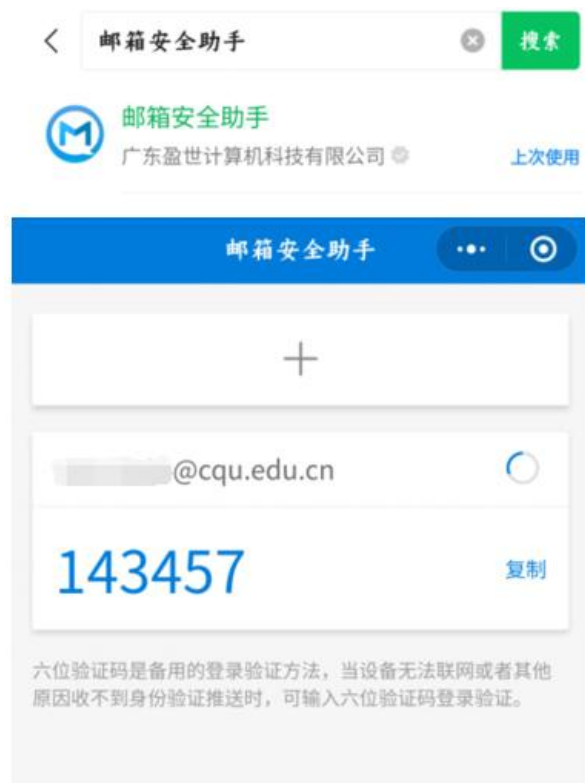 邮箱安全助手
搜索
邮箱安全助手
广东盈世计算机科技有限公司
上次使用
邮箱安全助手
@cqu.edu.cn
143457
复制
六位验证码是备用的登录验证方法，当设备无法联网或者其他
原因收不到身份验证推送时，可输入六位验证码登录验证。